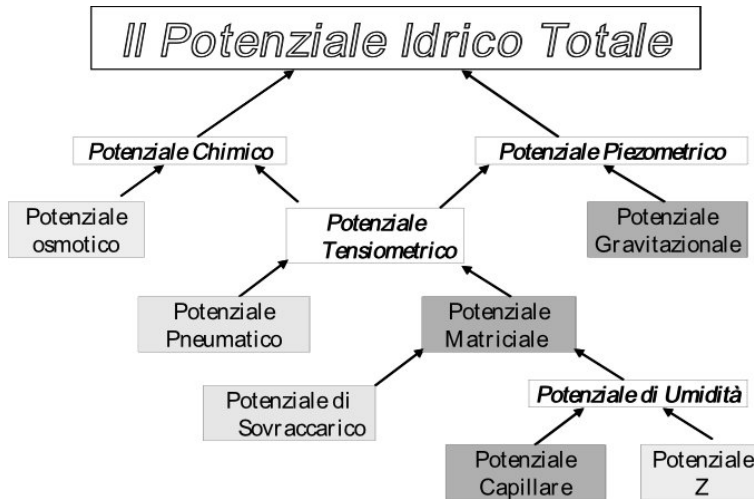 Il Potenziale Idrico Totale
Potenziale Chimico
Potenziale Piezometrico
Potenziale
osmotico
Potenziale
Tensiometrico
Potenziale
Gravitazionale
Potenziale
Pneumatico
Potenziale
Matriciale
Potenziale di
Sovraccarico
Potenziale di Umidità
Potenziale
Capillare
Potenziale
Z